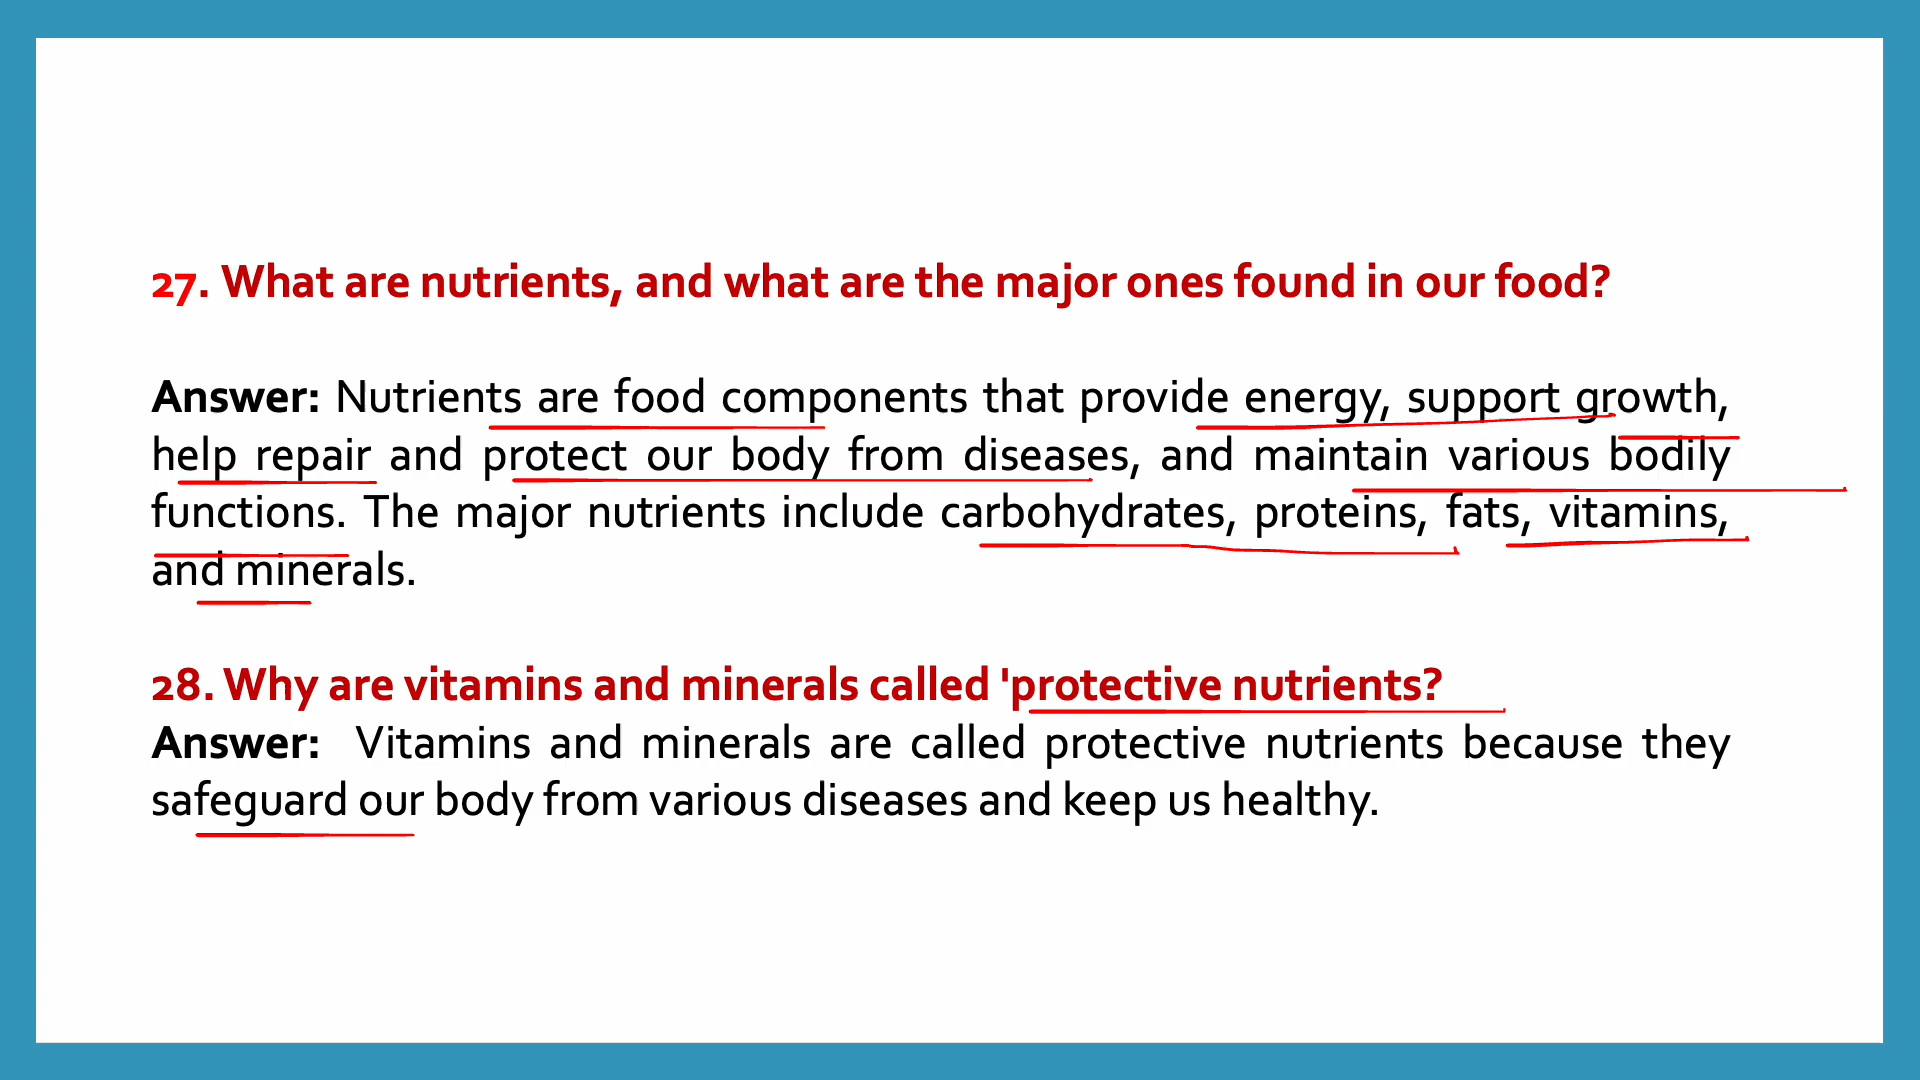 27. What are nutrients, and what are the major ones found in our food?
Answer: Nutrients are food components that provide energy, support growth,
help repair and protect our body from diseases, and maintain various bodily
functions. The major nutrients include carbohydrates, proteins, fats, vitamins,
and minerals.
28. Why are vitamins and minerals called 'protective nutrients?
Answer: Vitamins and minerals are called protective nutrients because they
safeguard our body from various diseases and keep us healthy.